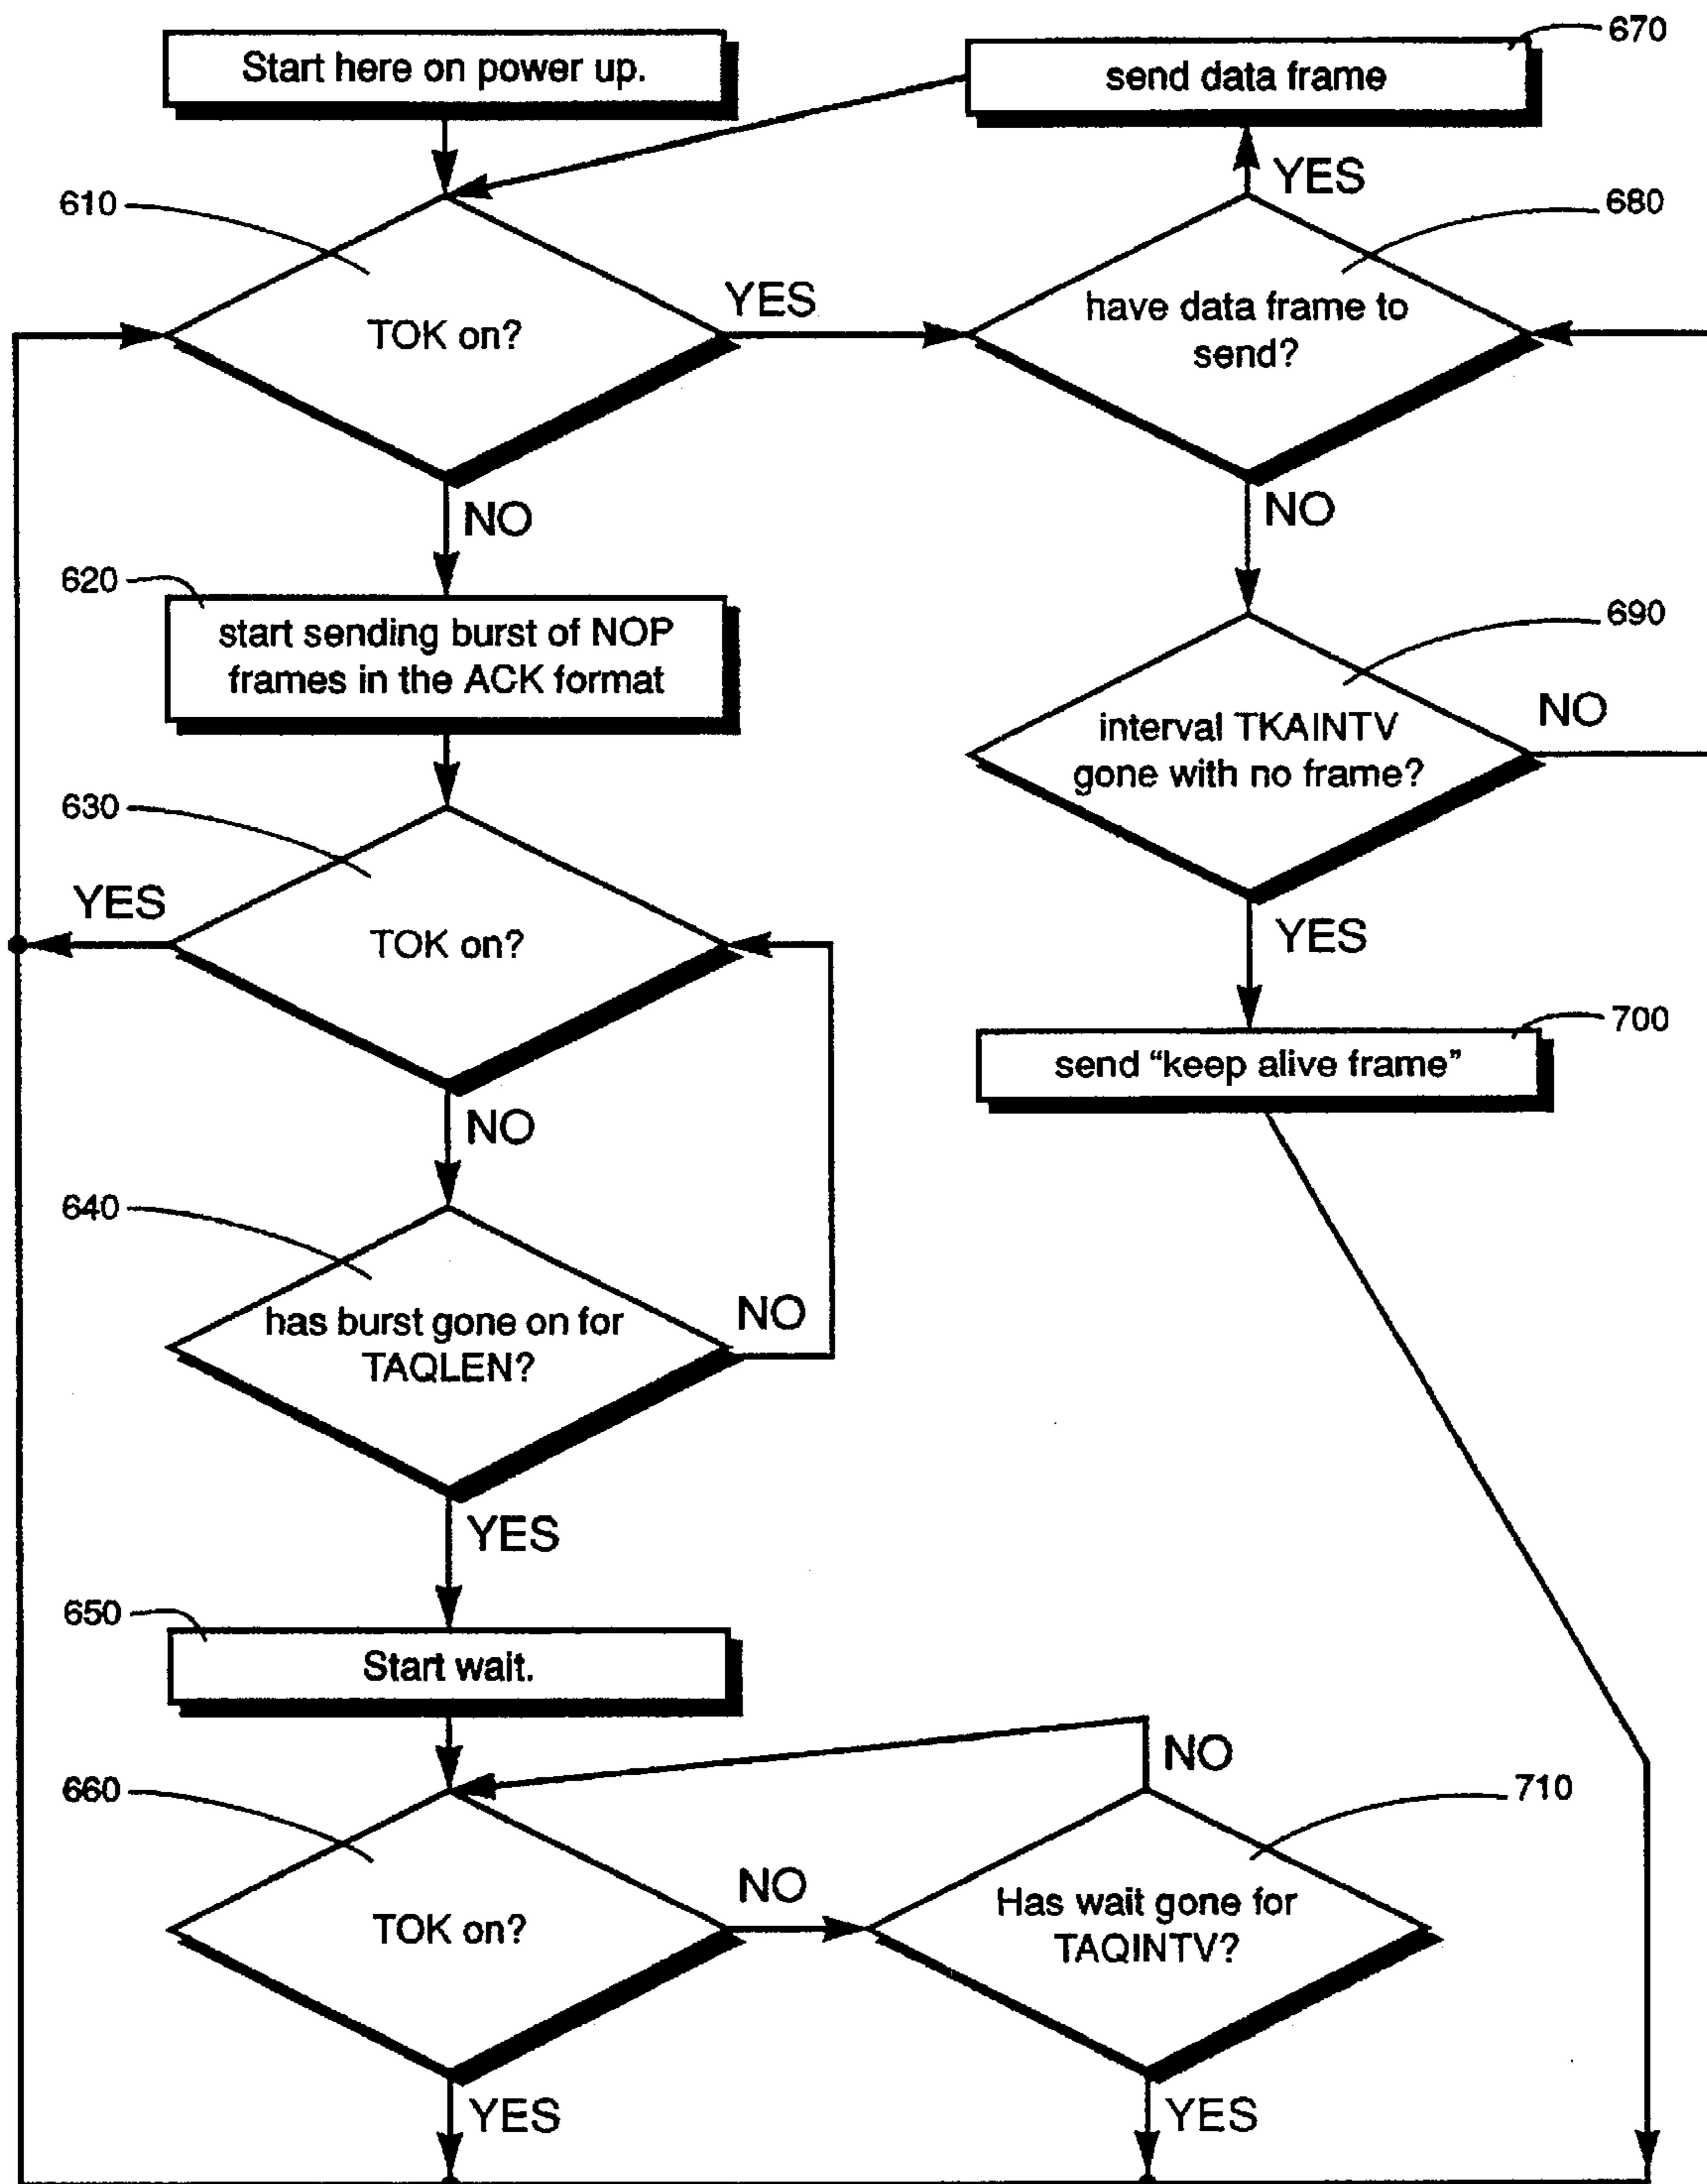 Start here on power up.
670
send data frame
610
YES
680
TOK on?
YES
have data frame to
send?
NO
NO
620
start sending burst of NOP
frames in the ACK format
690
interval TKAINTV
gone with no frame?
NO
630
YES
TOK on?
YES
700
send “keep alive frame”
NO
640
has burst gone on for
TAQLEN?
NO
YES
650
Start wait.
NO
660
710
TOK on?
NO
Has wait gone for
TAQINTV?
YES
YES